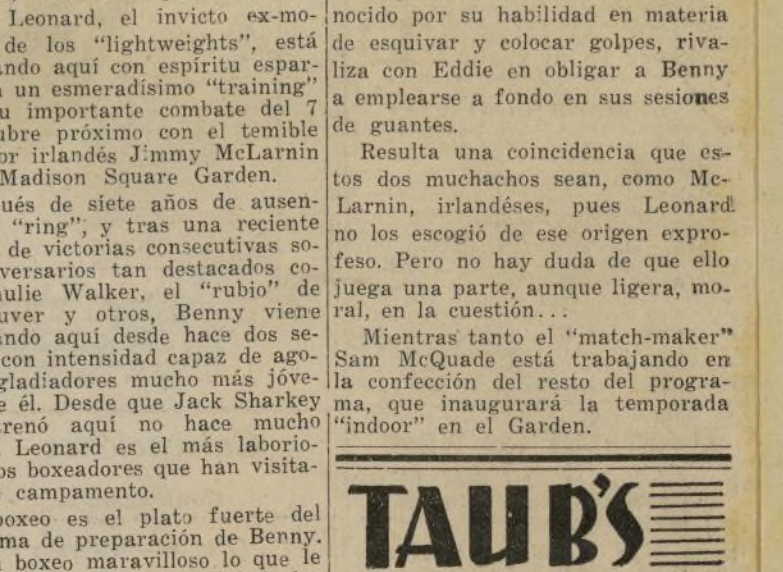 Leonard, el invicto ex-mo-
de los "lightweights", está
ando aquí con espíritu espar-
un esmeradísimo "training"
u importante combate del 7
ubre próximo con el temible
or irlandés Jimmy McLarnin
Madison Square Garden.
ués de siete años de ausen-
"ring", y tras una reciente
de victorias consecutivas so-
versarios tan destacados co-
aulie Walker, el "rubio" de
uver y otros, Benny viene
ando aquí desde hace dos se-
con intensidad capaz de ago-
gladiadores mucho más jóve-
e él. Desde que Jack Sharkey
trenó aquí no hace mucho
Leonard es el más laborio-
os boxeadores que han visita-
campamento.
boxeo es el plato fuerte del
ma de preparación de Benny.
boxeo maravilloso lo que le
nocido por su habilidad en materia
de esquivar y colocar golpes, riva-
liza con Eddie en obligar a Benny
a emplearse a fondo en sus sesiones
de guantes.
Resulta una coincidencia que es-
tos dos muchachos sean, como Mc-
Larnin, irlandéses, pues Leonard
no los escogió de ese origen expro-
feso. Pero no hay duda de que ello
juega una parte, aunque ligera, mo-
ral, en la cuestión...
Mientras tanto el "match-maker"
Sam McQuade está trabajando en
la confección del resto del progra-
ma, que inaugurará la temporada
"indoor" en el Garden.
TAUB'S